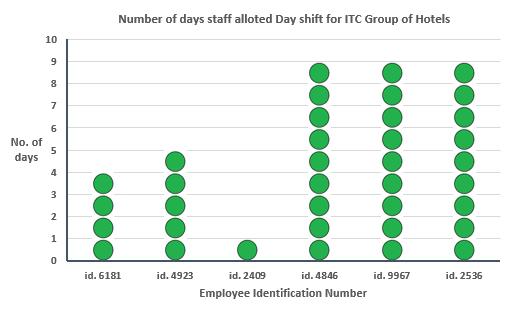 Number of days staff alloted Day shift for ITC Group of Hotels
10
9
8
7
6
5
4
3
2
1
0
No. of
days
id. 6181 id. 4923 id. 2409 id. 4846 id. 9967 id. 2536
Employee Identification Number